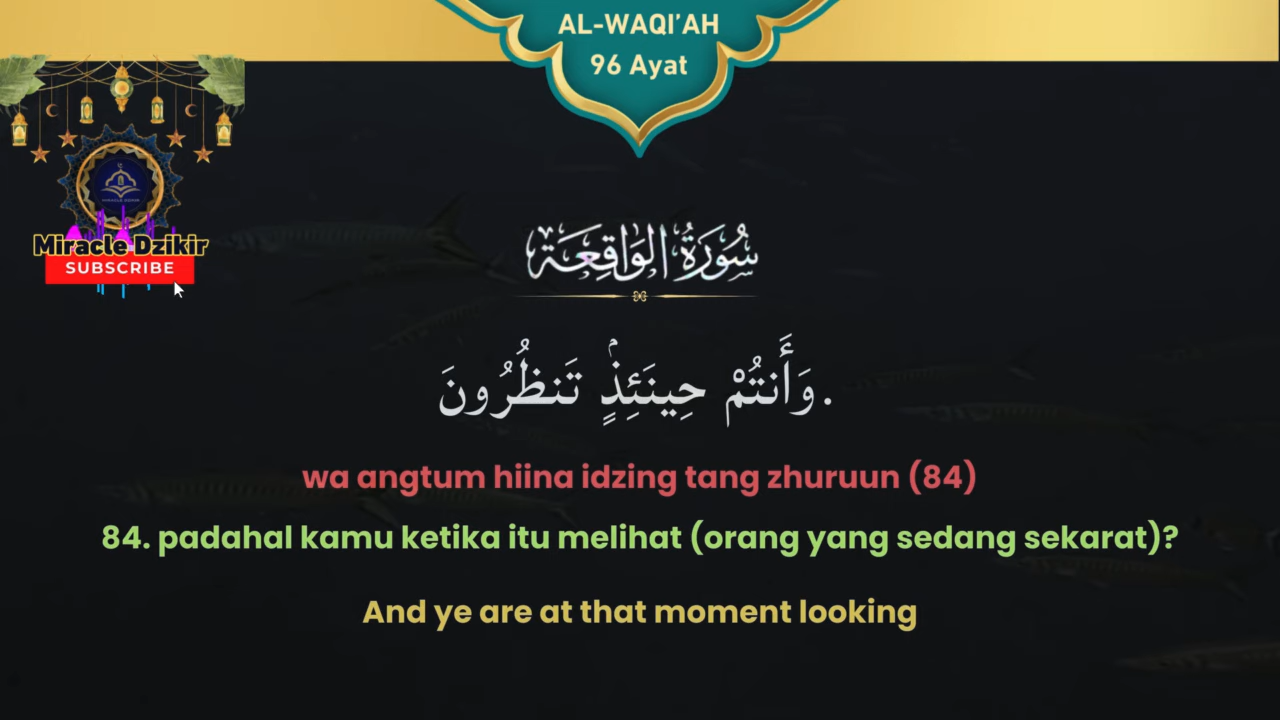 AL-WAQI'AH
96 Ayat
Miracle Dzikir
SUBSCRIBE
سُورَةُ الوَاقِعَة
وَأَنتُمْ حِينَئِذٍۢ تَنظُرُونَ.
wa angtum hiina idzing tang zhuruun (84)
84. padahal kamu ketika itu melihat (orang yang sedang sekarat)?
And ye are at that moment looking